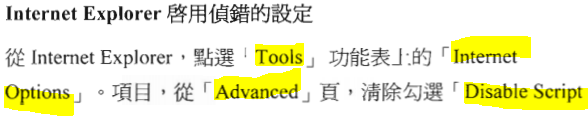 Internet Explorer 啓用偵錯的設定
從 Internet Explorer，點選「Tools」功能表上的「Internet
Options」。項目，從「Advanced」頁，清除勾選「Disable Script